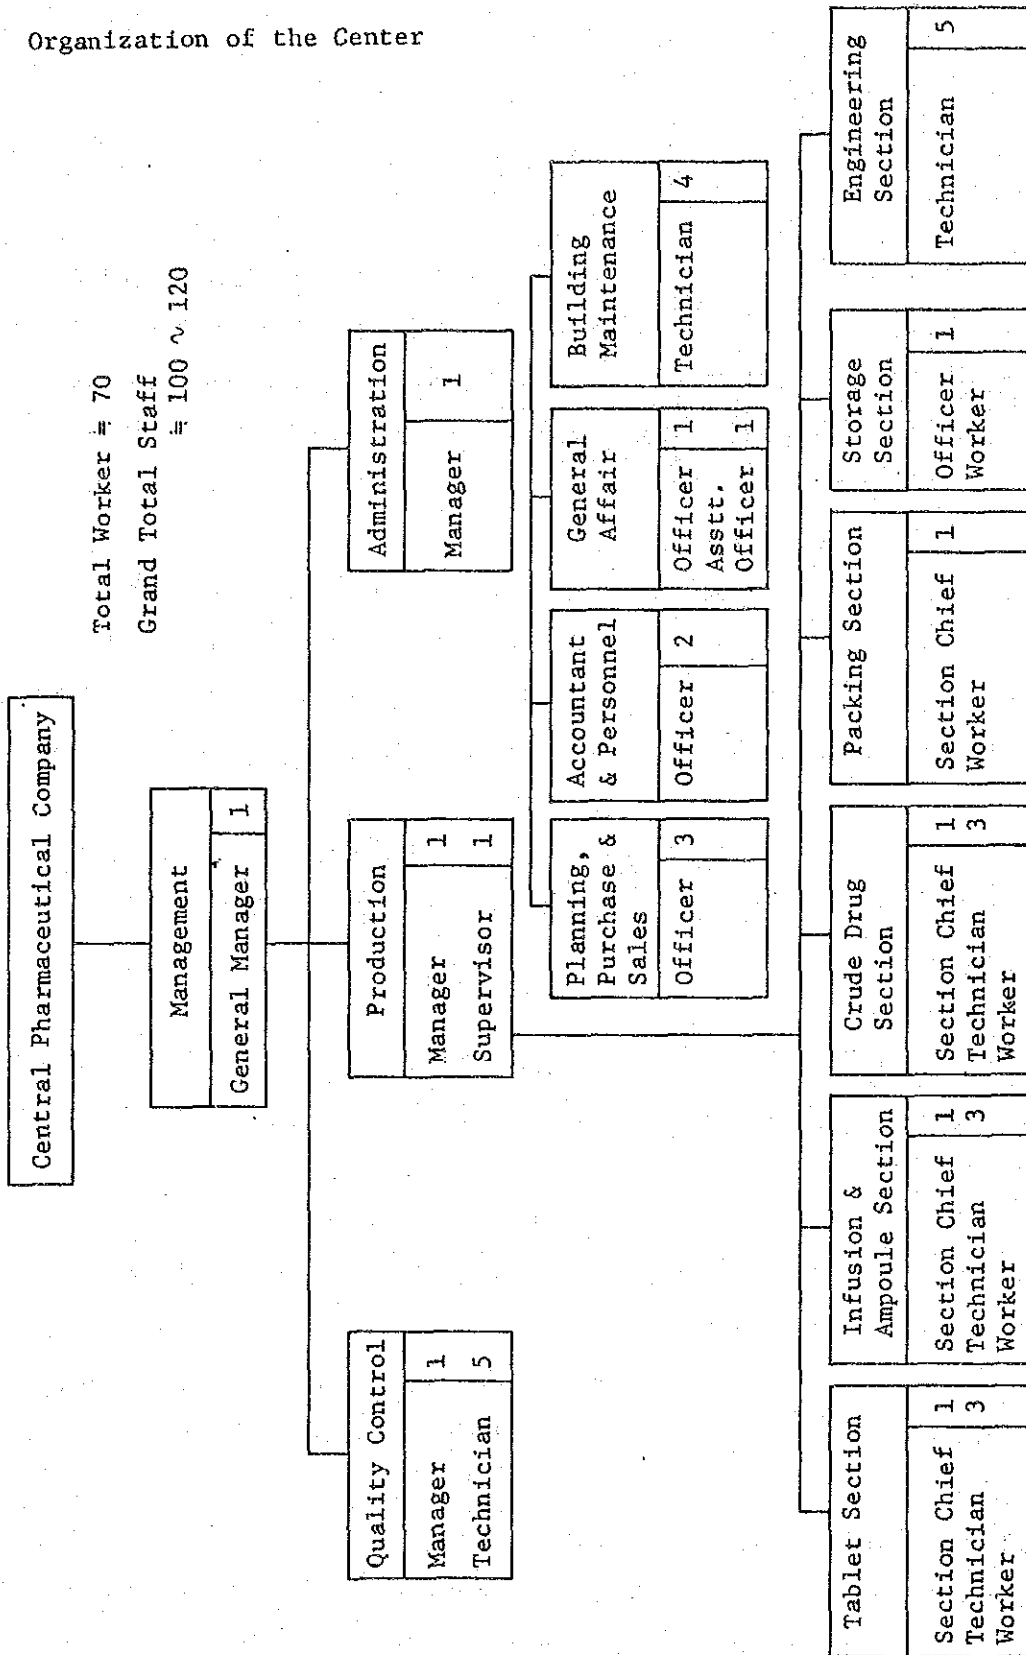 Organization of the Center
Central Pharmaceutical Company
Total Worker ≒ 70
Grand Total Staff
≒ 100 ~ 120
Management
General Manager 1
Quality Control
Manager 1
Technician 5
Production
Manager 1
Supervisor 1
Administration
Manager 1
Planning,
Purchase &
Sales
Officer 3
Accountant
& Personnel
Officer 2
General
Affair
Officer 1
Asstt.
Officer 1
Building
Maintenance
Technician 4
Tablet Section
Section Chief 1
Technician 3
Worker
Infusion &
Ampoule Section
Section Chief 1
Technician 3
Worker
Crude Drug
Section
Section Chief 1
Technician 3
Worker
Packing Section
Section Chief 1
Worker
Storage
Section
Officer 1
Worker
Engineering
Section
Technician 5